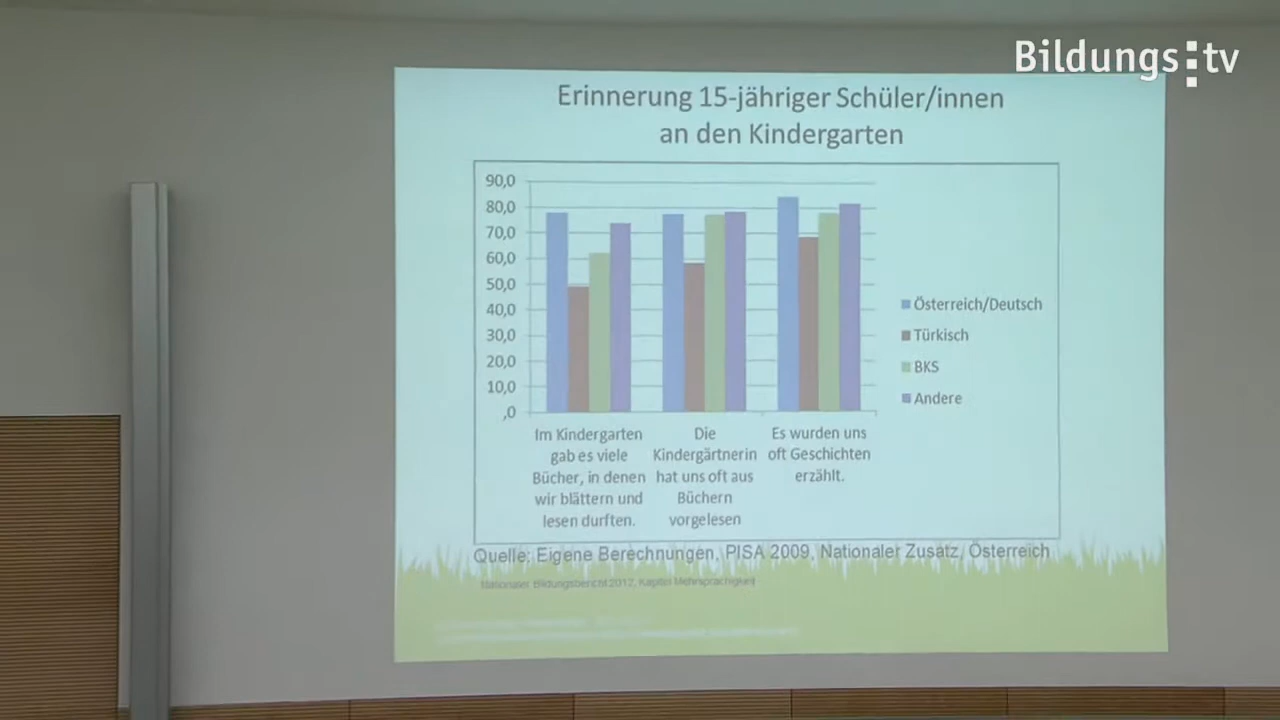 Bildungs:tv
Erinnerung 15-jähriger Schüler/innen
an den Kindergarten
90,0
80,0
70,0
60,0
50,0
40,0
30,0
20,0
10,0
,0
Österreich/Deutsch
Türkisch
BKS
Andere
Im Kindergarten
gab es viele
Bücher, in denen
wir blättern und
lesen durften.
Die
Kindergärtnerin
hat uns oft aus
Büchern
vorgelesen
Es wurden uns
oft Geschichten
erzählt.
Quelle: Eigene Berechnungen, PISA 2009, Nationaler Zusatz, Österreich
Nationaler Bildungsbericht 2012, Kapitel Mehrsprachigkeit